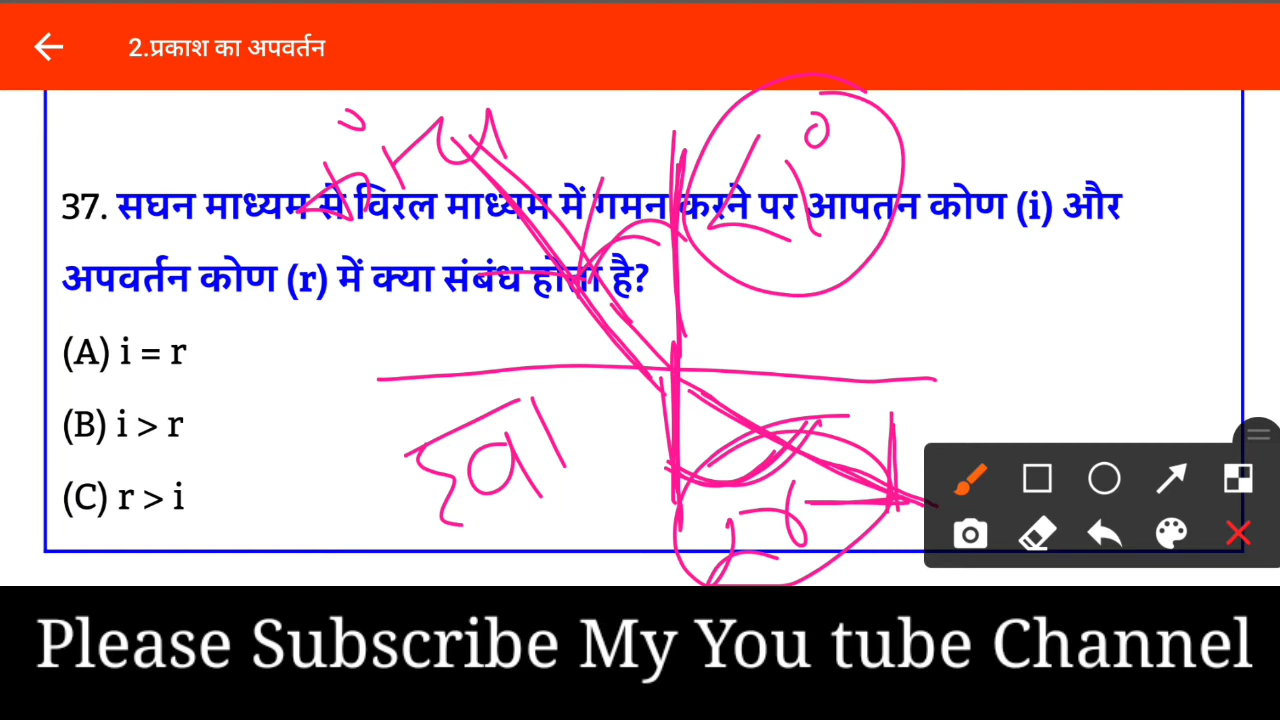 2.प्रकाश का अपवर्तन
37. सघन माध्यम से विरल माध्यम में गमन करने पर आपतन कोण (i) और
अपवर्तन कोण (r) में क्या संबंध होता है?
(A) i = r
(B) i > r
(C) r > i
Please Subscribe My You tube Channel